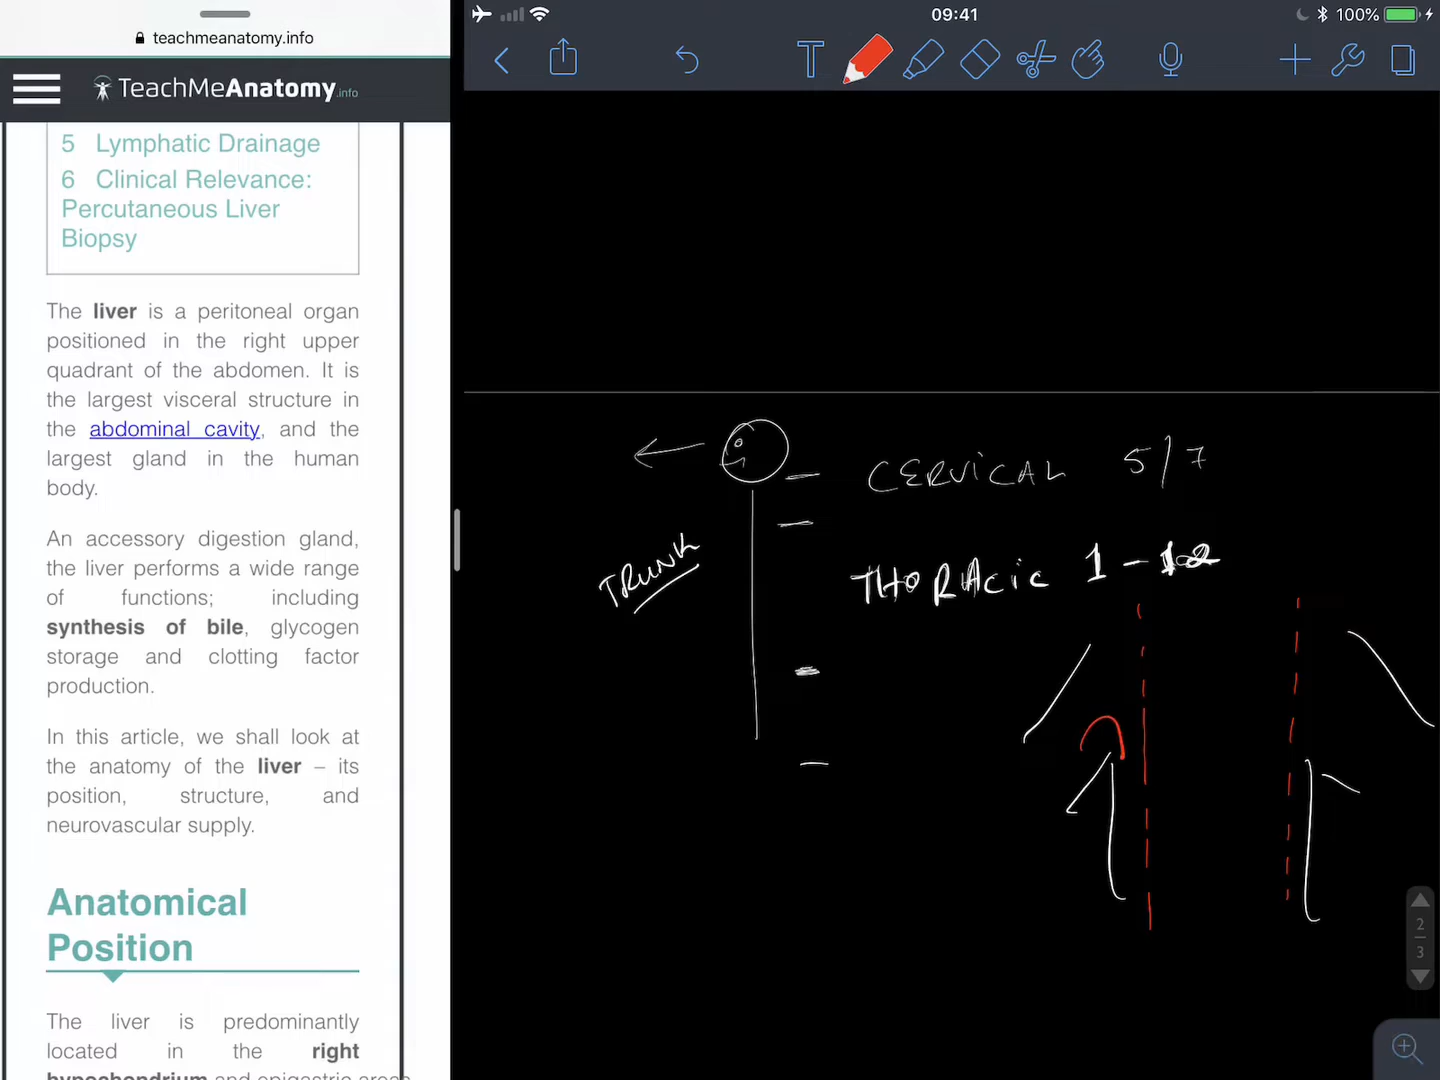 09:41
100%
teachmeanatomy.info
TeachMeAnatomy.info
5 Lymphatic Drainage
6 Clinical Relevance:
Percutaneous Liver
Biopsy
The liver is a peritoneal organ
positioned in the right upper
quadrant of the abdomen. It is
the largest visceral structure in
the abdominal cavity, and the
largest gland in the human
body.
An accessory digestion gland,
the liver performs a wide range
of functions; including
synthesis of bile, glycogen
storage and clotting factor
production.
In this article, we shall look at
the anatomy of the liver – its
position, structure, and
neurovascular supply.
Anatomical
Position
The liver is predominantly
located in the right
hypochondrium and epigastric areas
T
CERVICAL 5/7
TRUNK
THORACIC 1-12
2
3